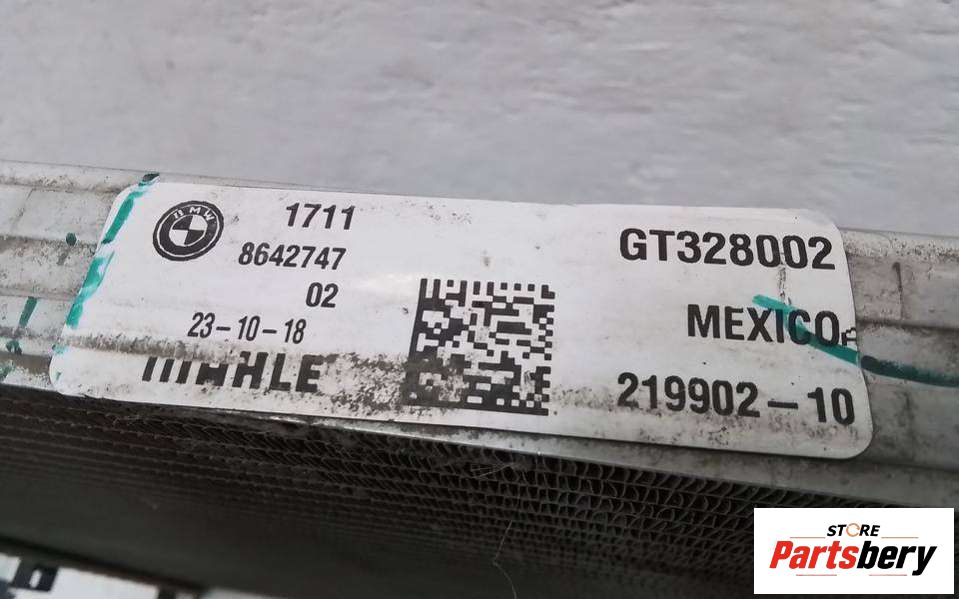 BMW
1711
8642747
02
23-10-18
MAHLE
GT328002
MEXICO
219902-10
STORE
Partsbery